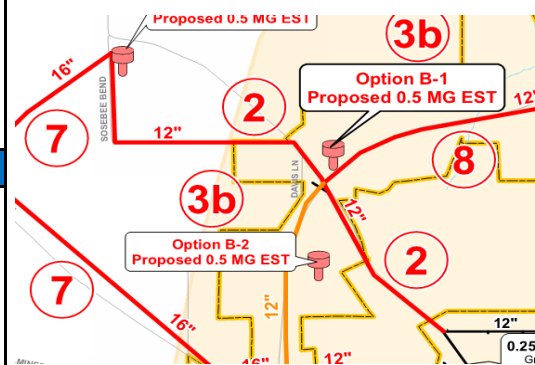 Proposed 0.5 MG EST
3b
16"
Option B-1
Proposed 0.5 MG EST
12"
SOSEBEE BEND
2
7
12"
8
DAVIS LN
3b
12"
Option B-2
Proposed 0.5 MG EST
2
7
12"
16"
12"
0.25
16"
12"